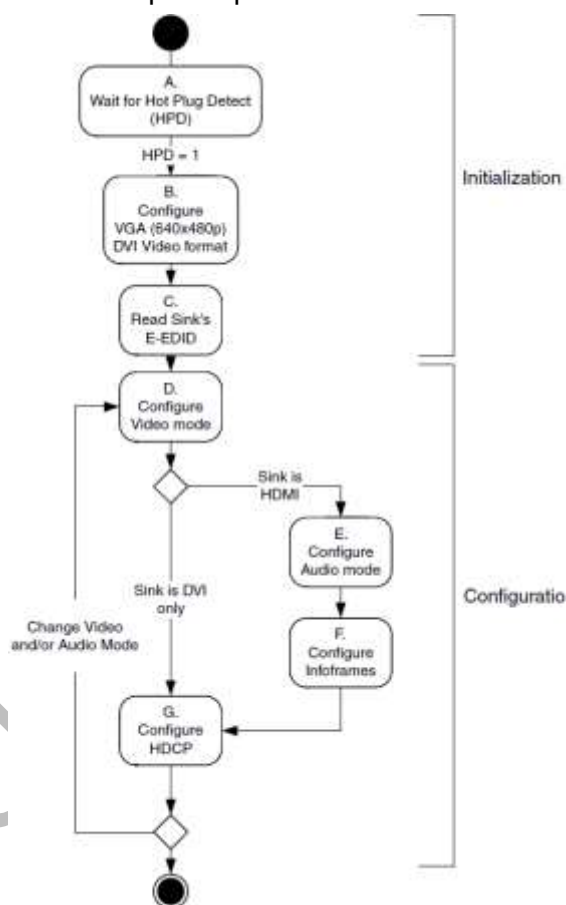 A.
Wait for Hot Plug Detect
(HPD)
HPD = 1
B.
Configure
VGA (640x480p)
DVI Video format
Initialization
C.
Read Sink's
E-EDID
D.
Configure
Video mode
Sink is
HDMI
E.
Configure
Audio mode
Sink is DVI
only
Configuratio
Change Video
and/or Audio Mode
F.
Configure
Infoframes
G.
Configure
HDCP